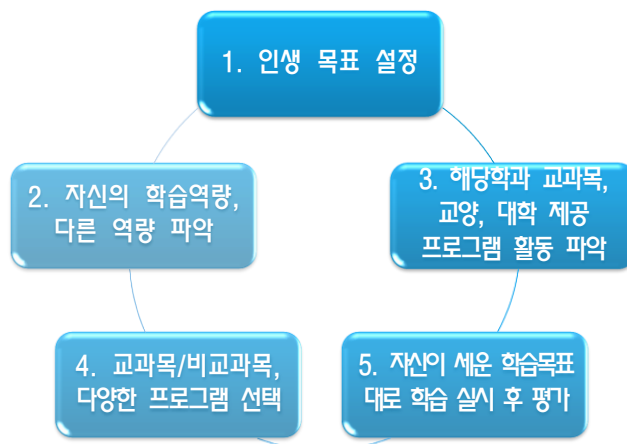 1. 인생 목표 설정
2. 자신의 학습역량,
다른 역량 파악
3. 해당학과 교과목,
교양, 대학 제공
프로그램 활동 파악
4. 교과목/비교과목,
다양한 프로그램 선택
5. 자신이 세운 학습목표
대로 학습 실시 후 평가